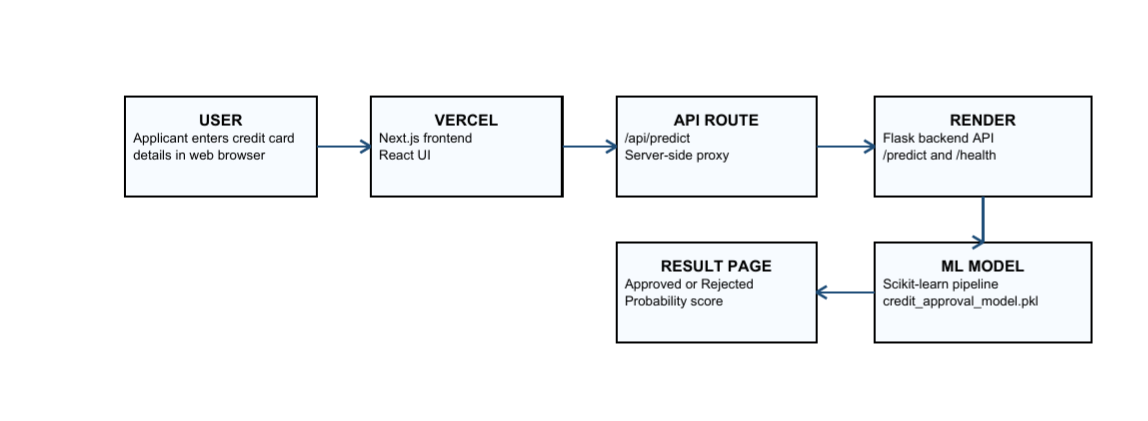 USER
Applicant enters credit card
details in web browser
VERCEL
Next.js frontend
React UI
API ROUTE
/api/predict
Server-side proxy
RENDER
Flask backend API
/predict and /health
RESULT PAGE
Approved or Rejected
Probability score
ML MODEL
Scikit-learn pipeline
credit_approval_model.pkl